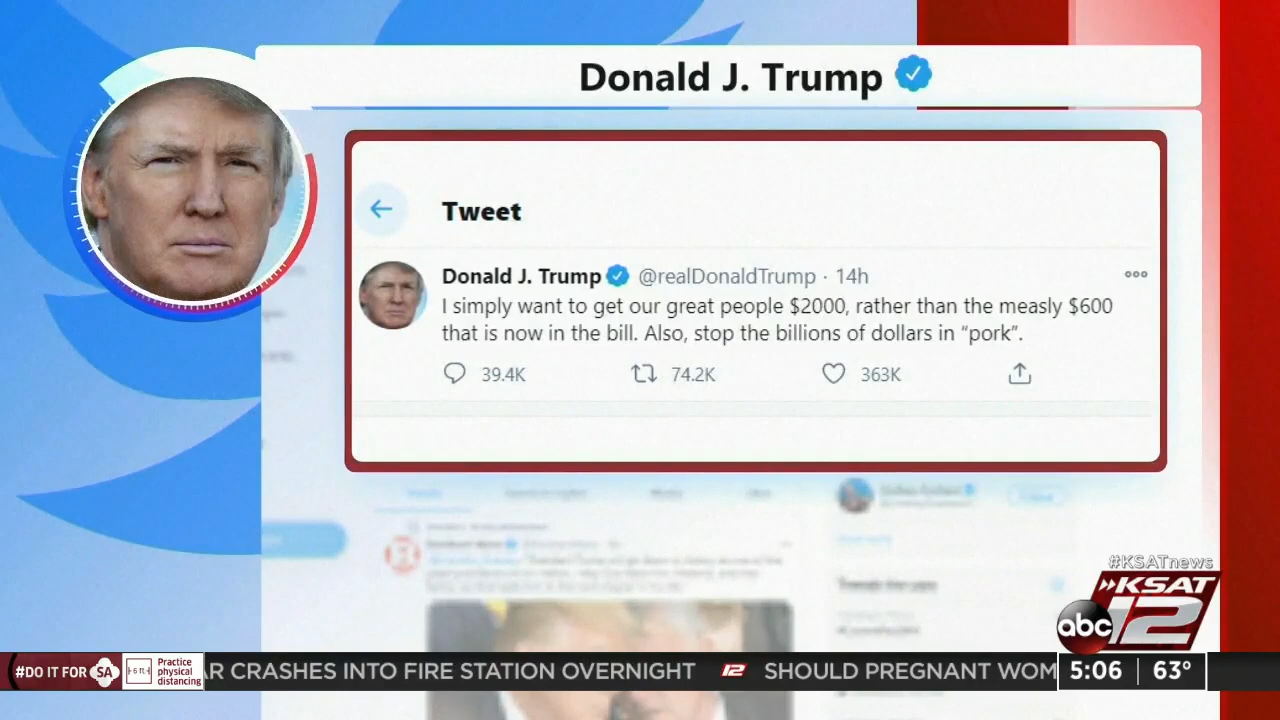 Donald J. Trump
Tweet
Donald J. Trump @realDonaldTrump · 14h
I simply want to get our great people $2000, rather than the measly $600
that is now in the bill. Also, stop the billions of dollars in “pork”.
39.4K 74.2K 363K
#KSATnews
KSAT
abc 12
#DO IT FOR SA
6 ft
Practice
physical
distancing
R CRASHES INTO FIRE STATION OVERNIGHT 12 SHOULD PREGNANT WOM
5:06 63°